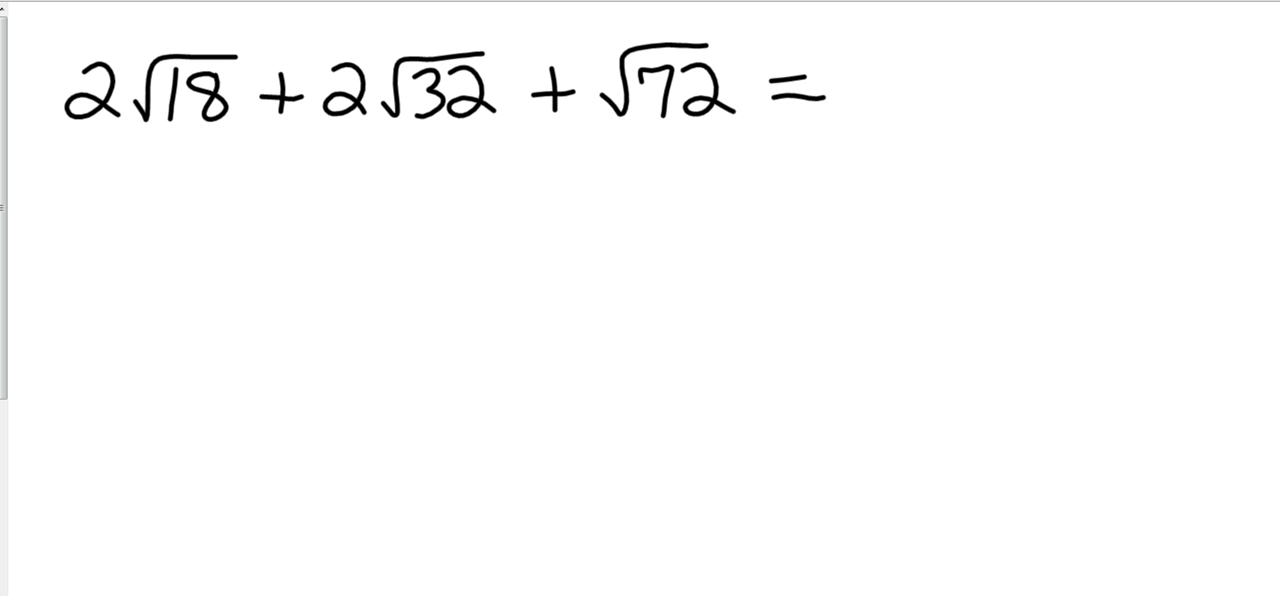 2√18 + 2√32 + √72 =